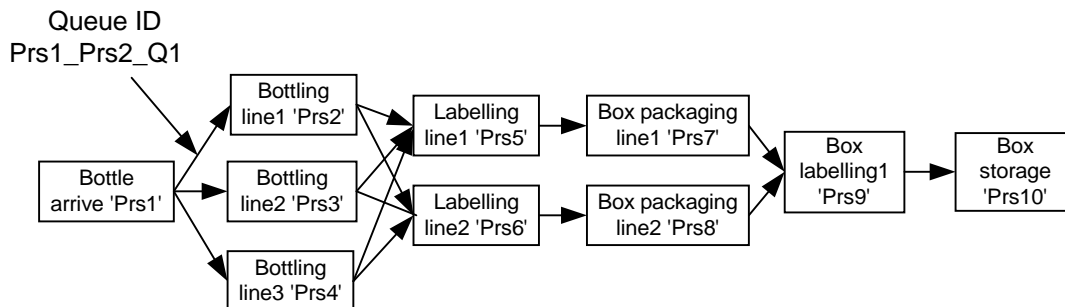 Queue ID
Prs1_Prs2_Q1
Bottle
arrive 'Prs1'
Bottling
line1 'Prs2'
Bottling
line2 'Prs3'
Bottling
line3 'Prs4'
Labelling
line1 'Prs5'
Labelling
line2 'Prs6'
Box packaging
line1 'Prs7'
Box packaging
line2 'Prs8'
Box
labelling1
'Prs9'
Box
storage
'Prs10'